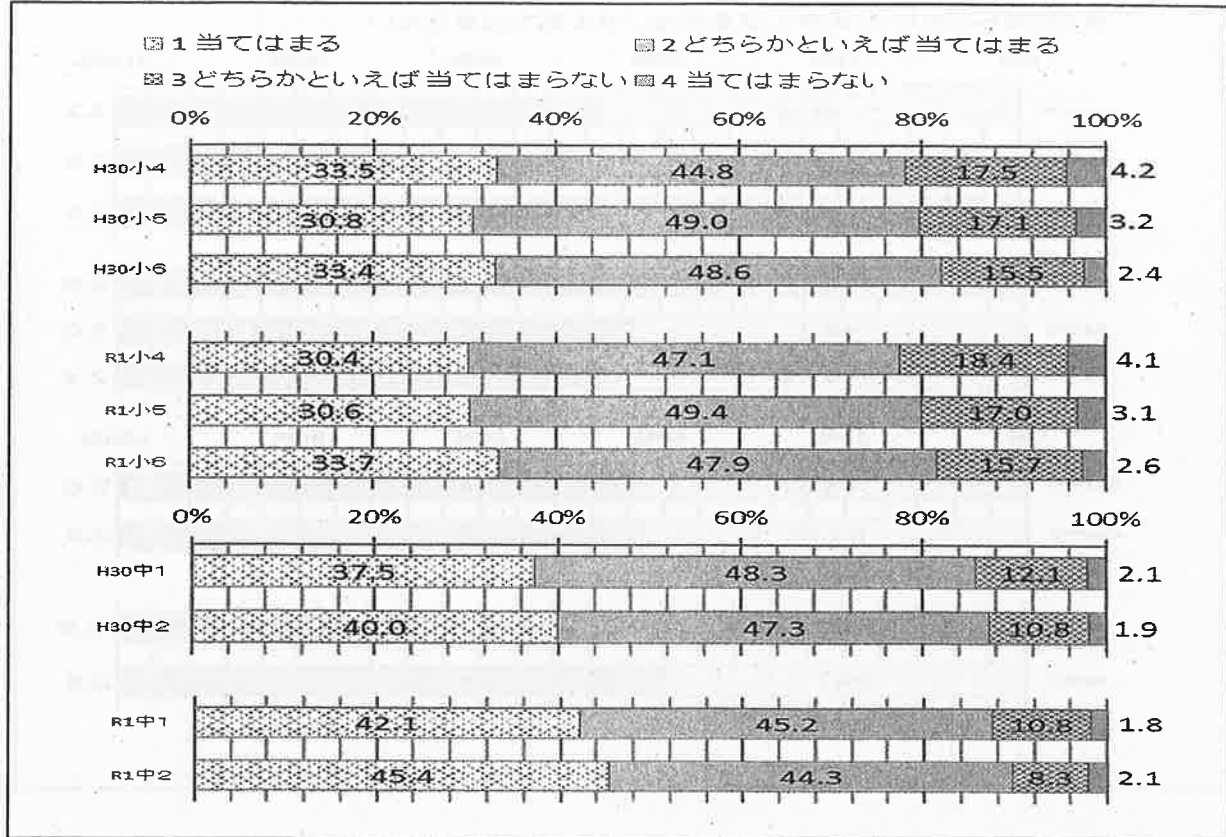 1当てはまる 2どちらかといえば当てはまる
3どちらかといえば当てはまらない 4当てはまらない
0% 20% 40% 60% 80% 100%
H30小4 33.5 44.8 17.5 4.2
H30小5 30.8 49.0 17.1 3.2
H30小6 33.4 48.6 15.5 2.4
R1小4 30.4 47.1 18.4 4.1
R1小5 30.6 49.4 17.0 3.1
R1小6 33.7 47.9 15.7 2.6
0% 20% 40% 60% 80% 100%
H30中1 37.5 48.3 12.1 2.1
H30中2 40.0 47.3 10.8 1.9
R1中1 42.1 45.2 10.8 1.8
R1中2 45.4 44.3 8.3 2.1